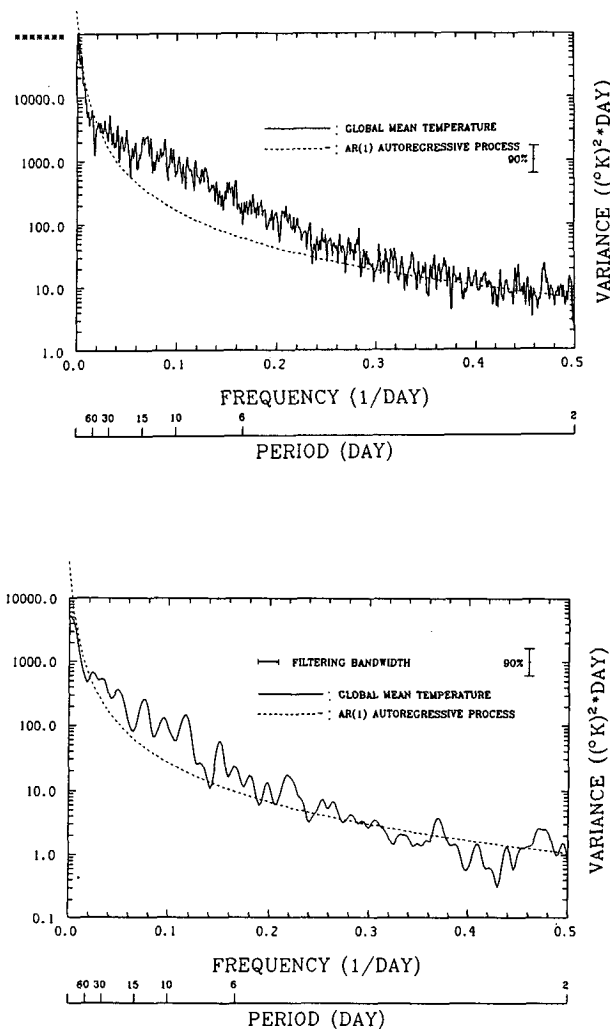 *******
10000.0
1000.0
100.0
10.0
1.0
— : GLOBAL MEAN TEMPERATURE
----- : AR(1) AUTOREGRESSIVE PROCESS
90%
VARIANCE ((°K)²*DAY)
0.0 0.1 0.2 0.3 0.4 0.5
FREQUENCY (1/DAY)
60 30 15 10 6 2
PERIOD (DAY)
10000.0
1000.0
100.0
10.0
1.0
0.1
FILTERING BANDWIDTH
90%
— : GLOBAL MEAN TEMPERATURE
----- : AR(1) AUTOREGRESSIVE PROCESS
VARIANCE ((°K)²*DAY)
0.0 0.1 0.2 0.3 0.4 0.5
FREQUENCY (1/DAY)
60 30 15 10 6 2
PERIOD (DAY)